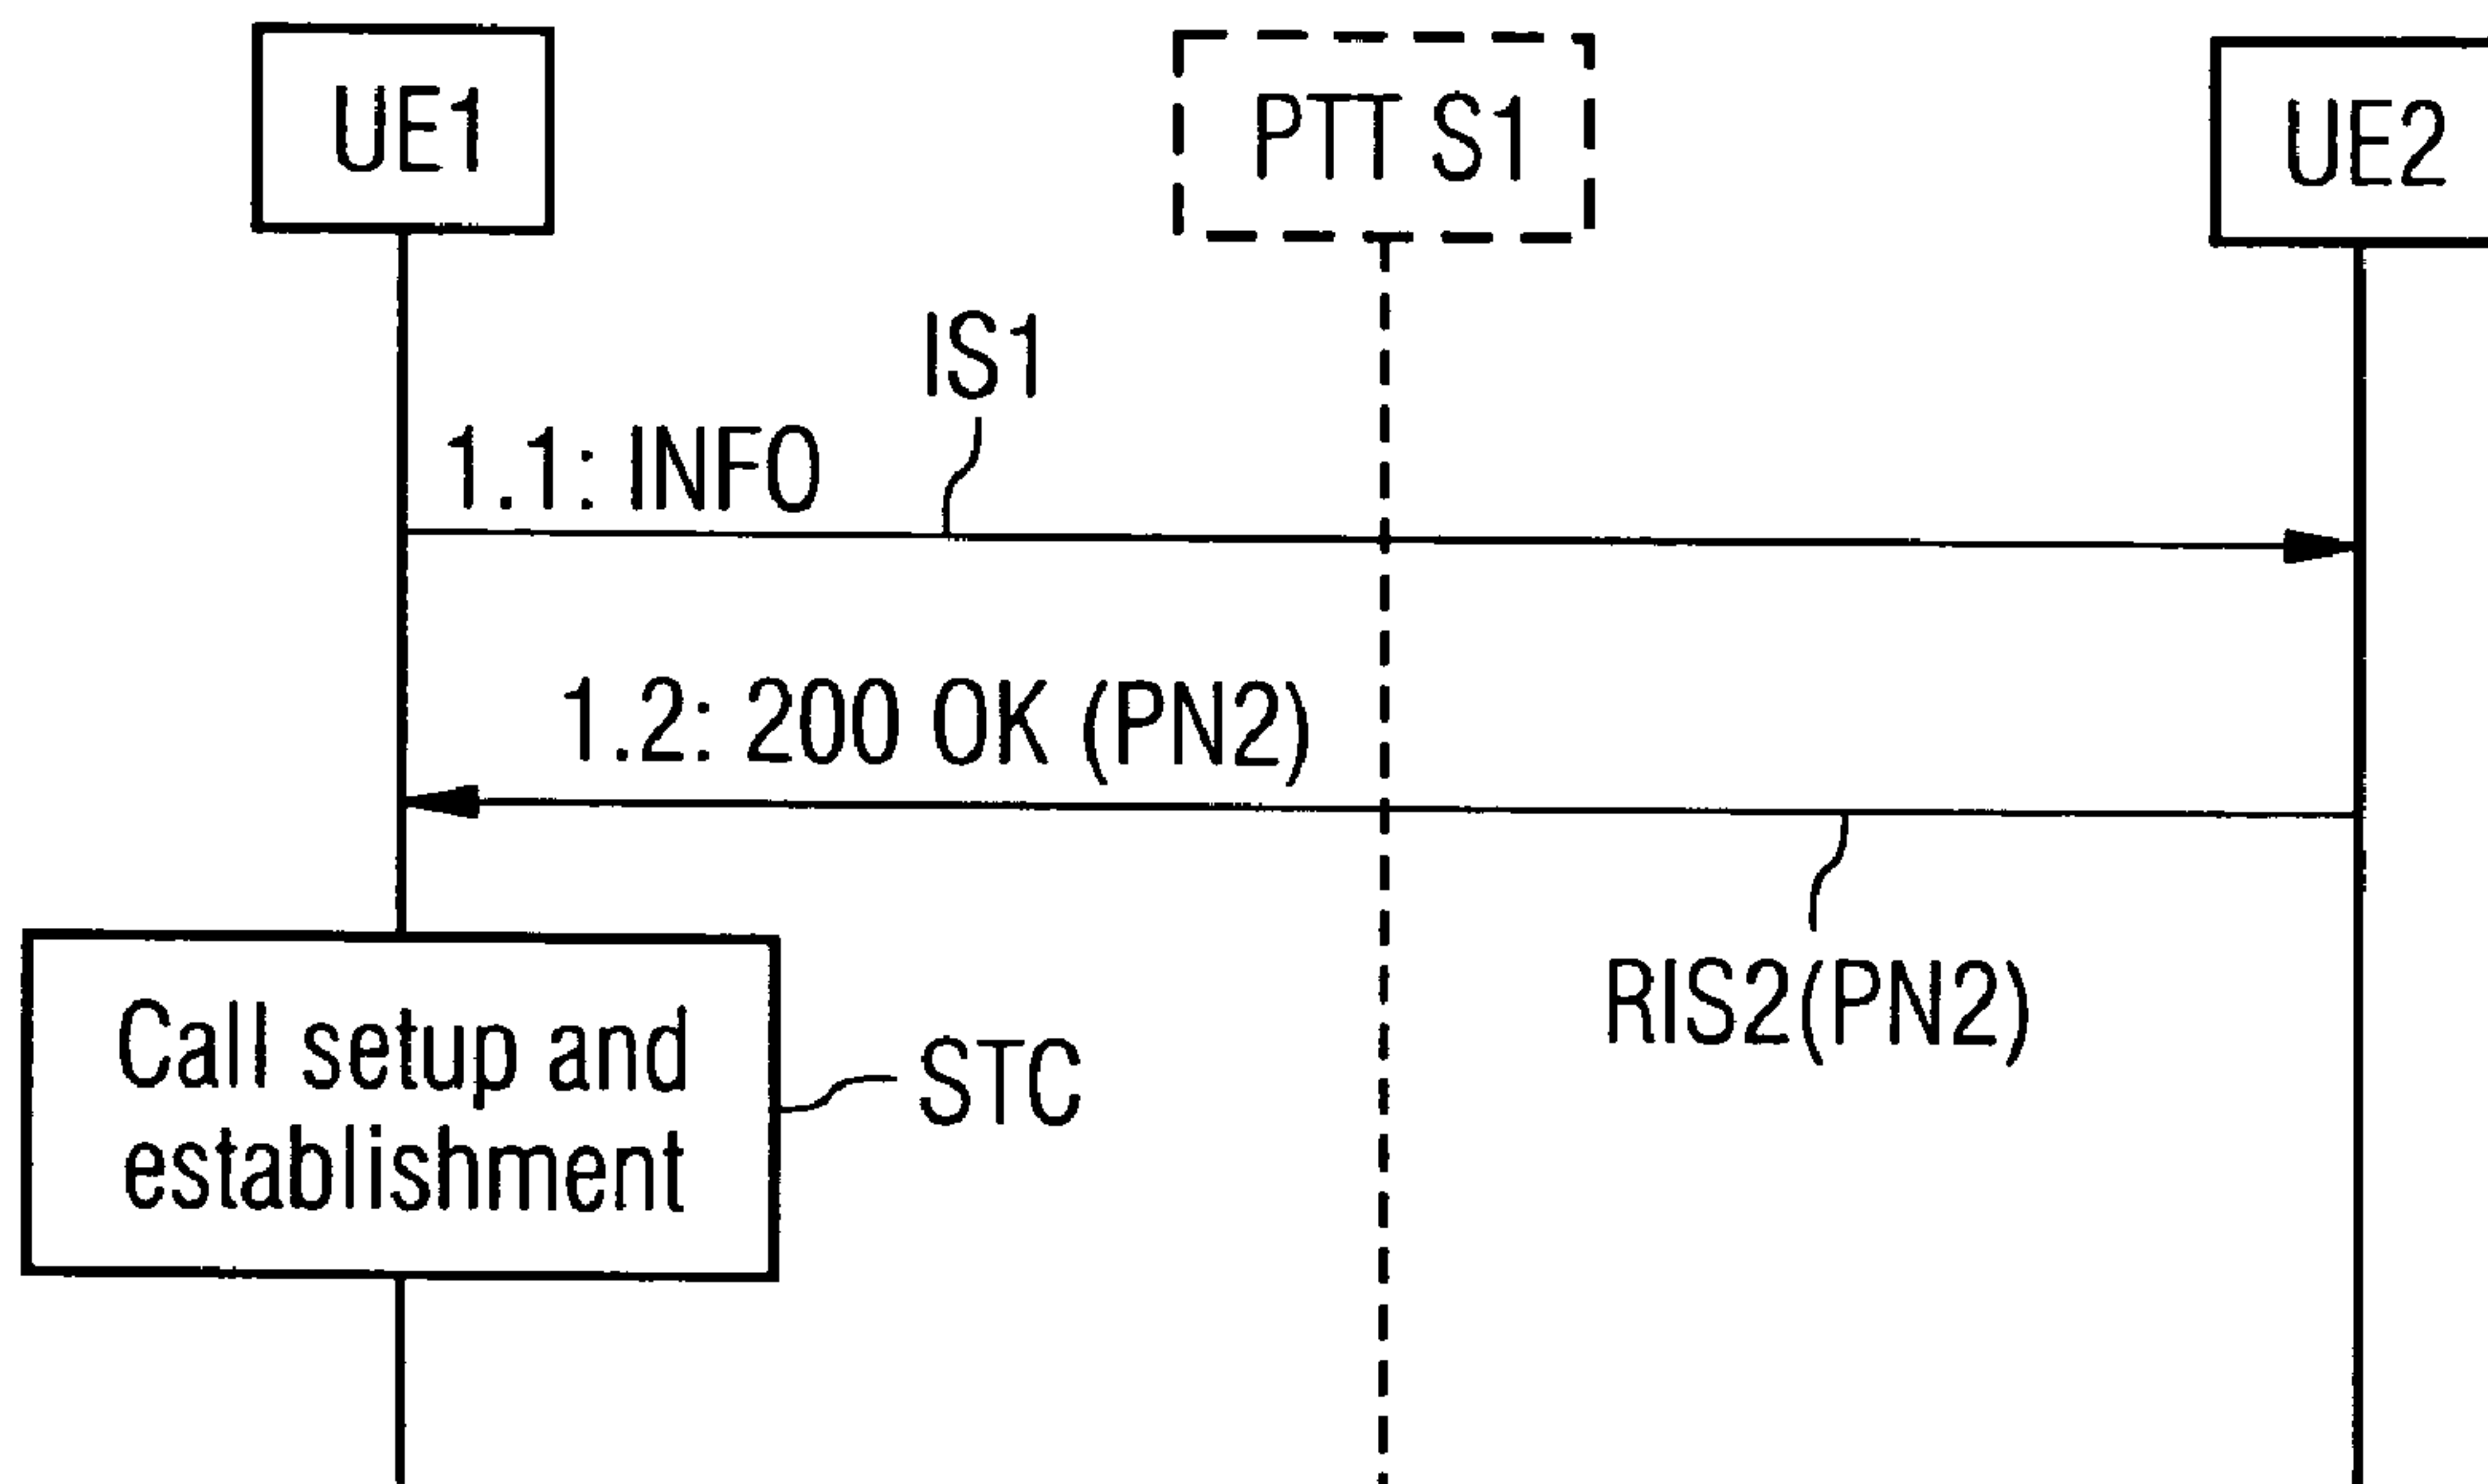 UE1
PTT S1
UE2
IS1
1.1: INFO
1.2: 200 OK (PN2)
RIS2(PN2)
Call setup and
establishment
STC